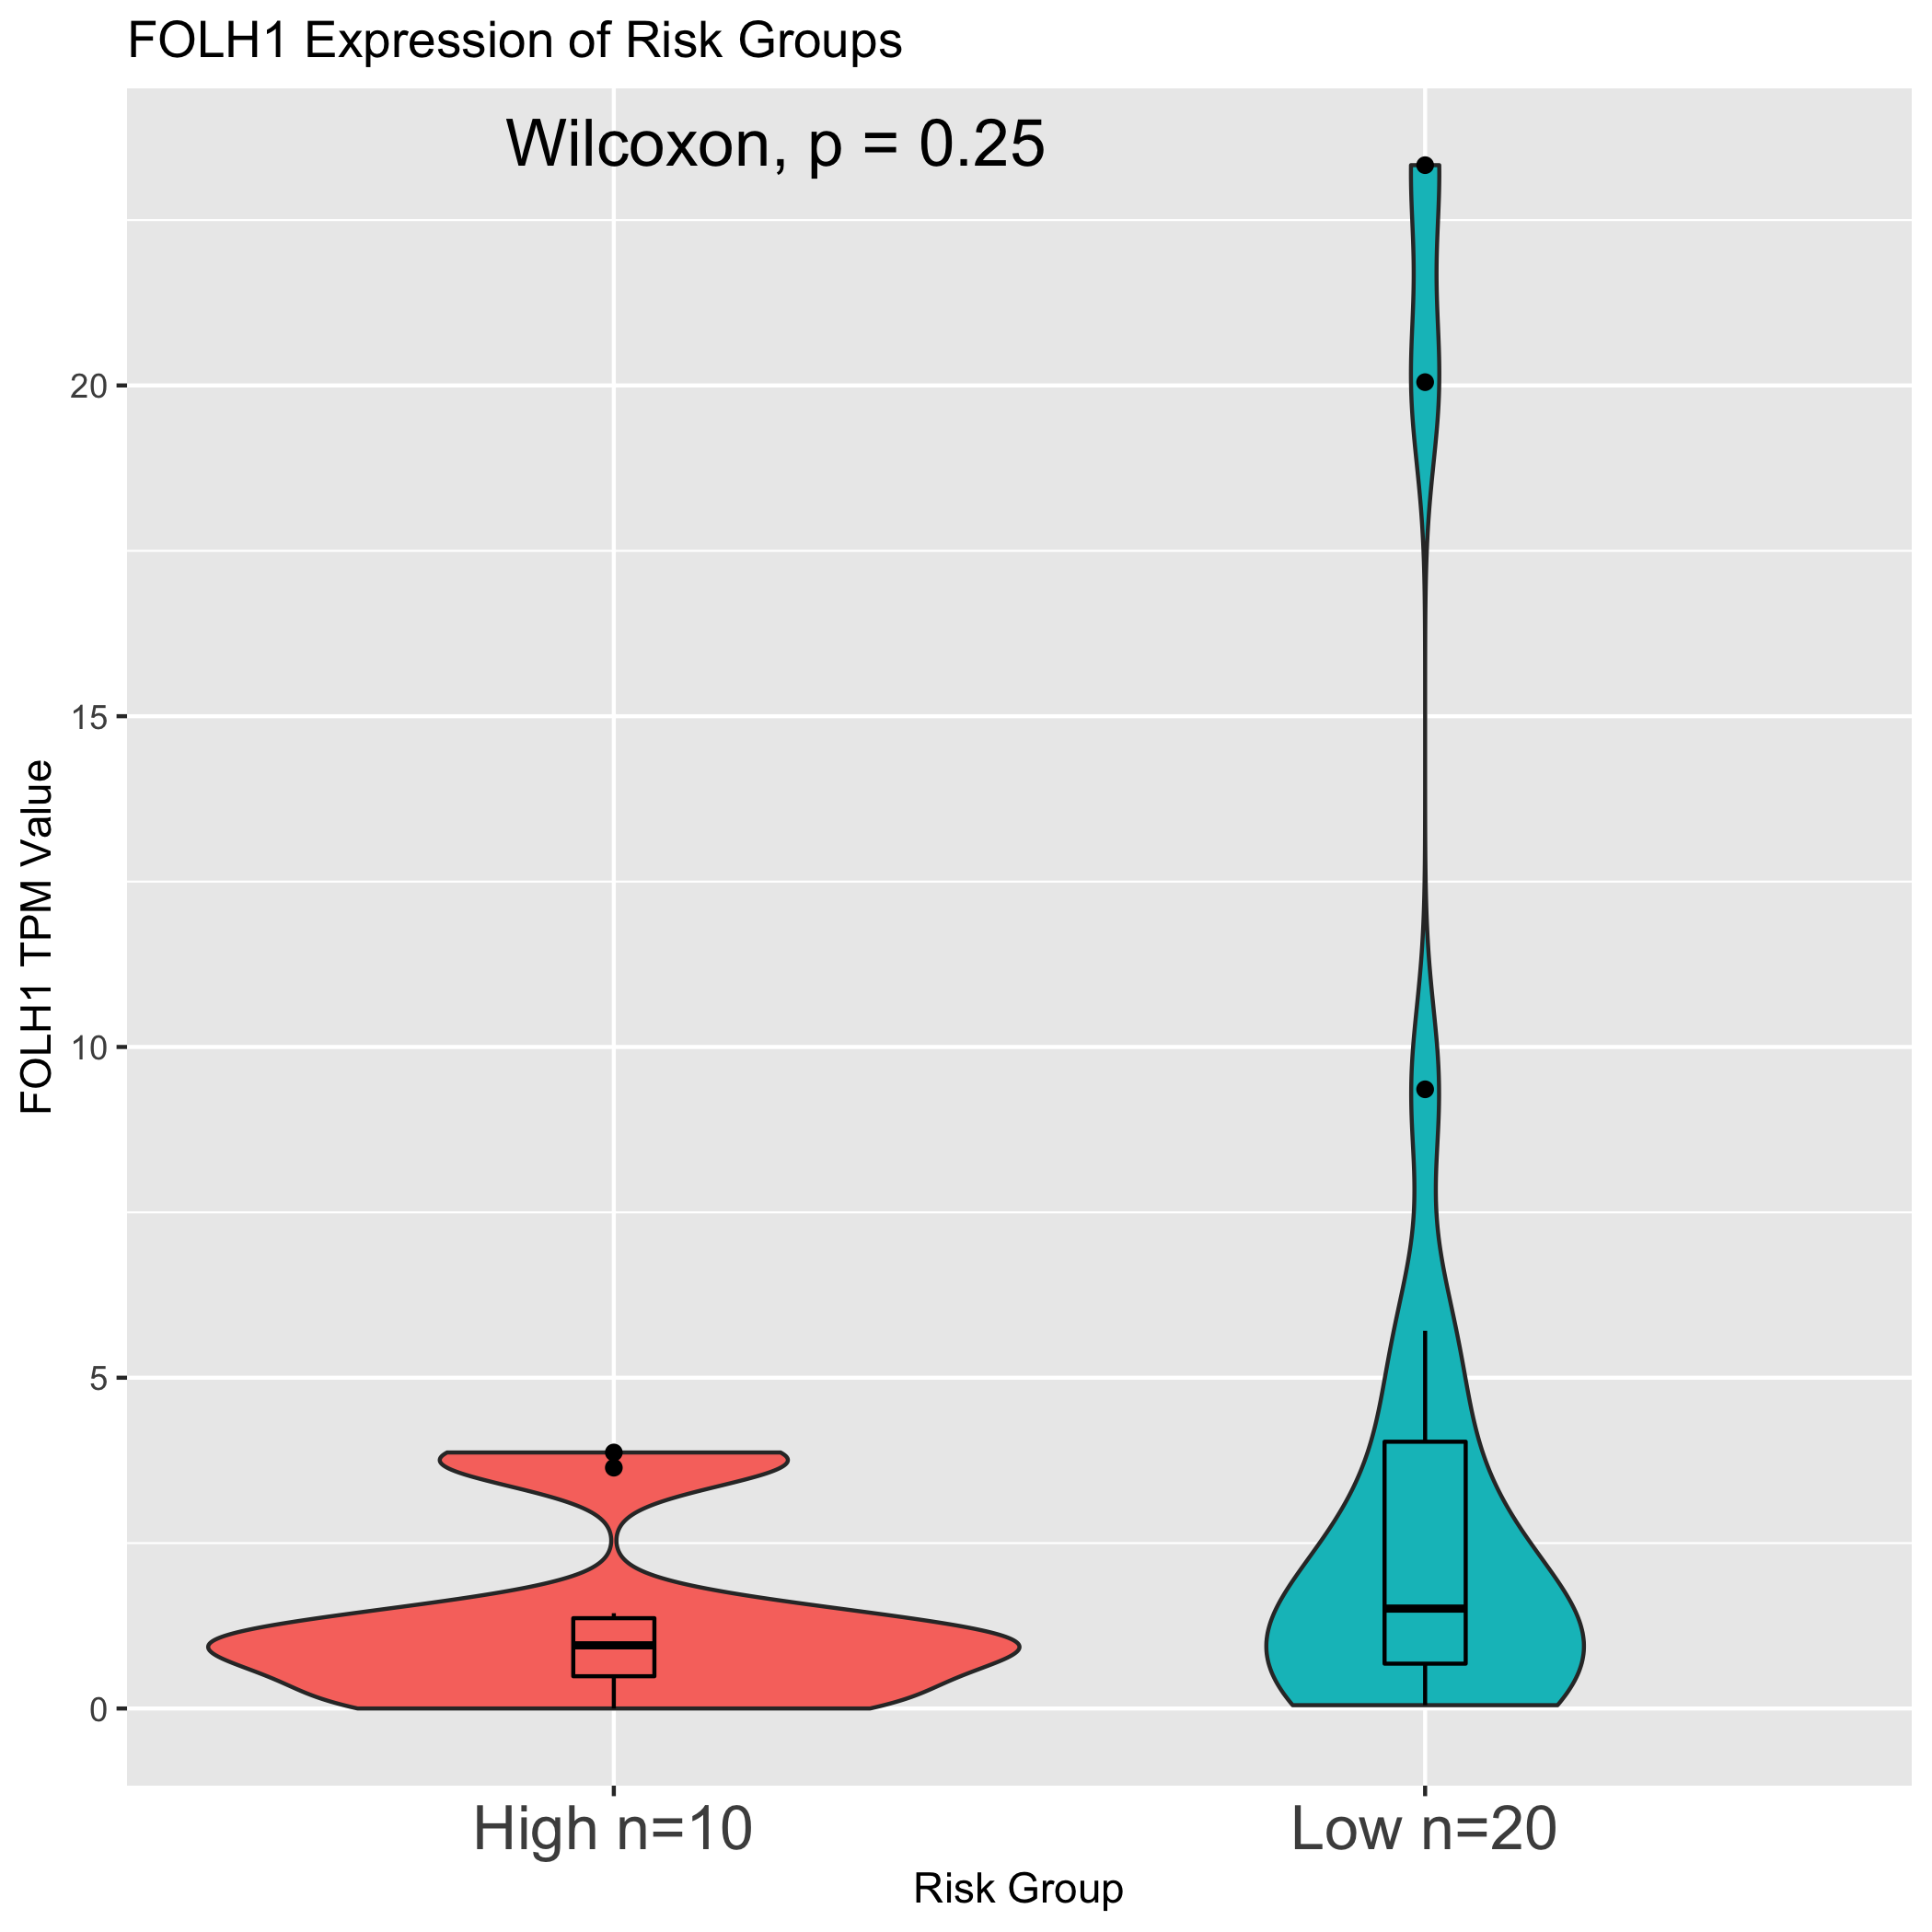 FOLH1 Expression of Risk Groups
Wilcoxon, p = 0.25
20
15
10
5
0
FOLH1 TPM Value
High n=10
Low n=20
Risk Group